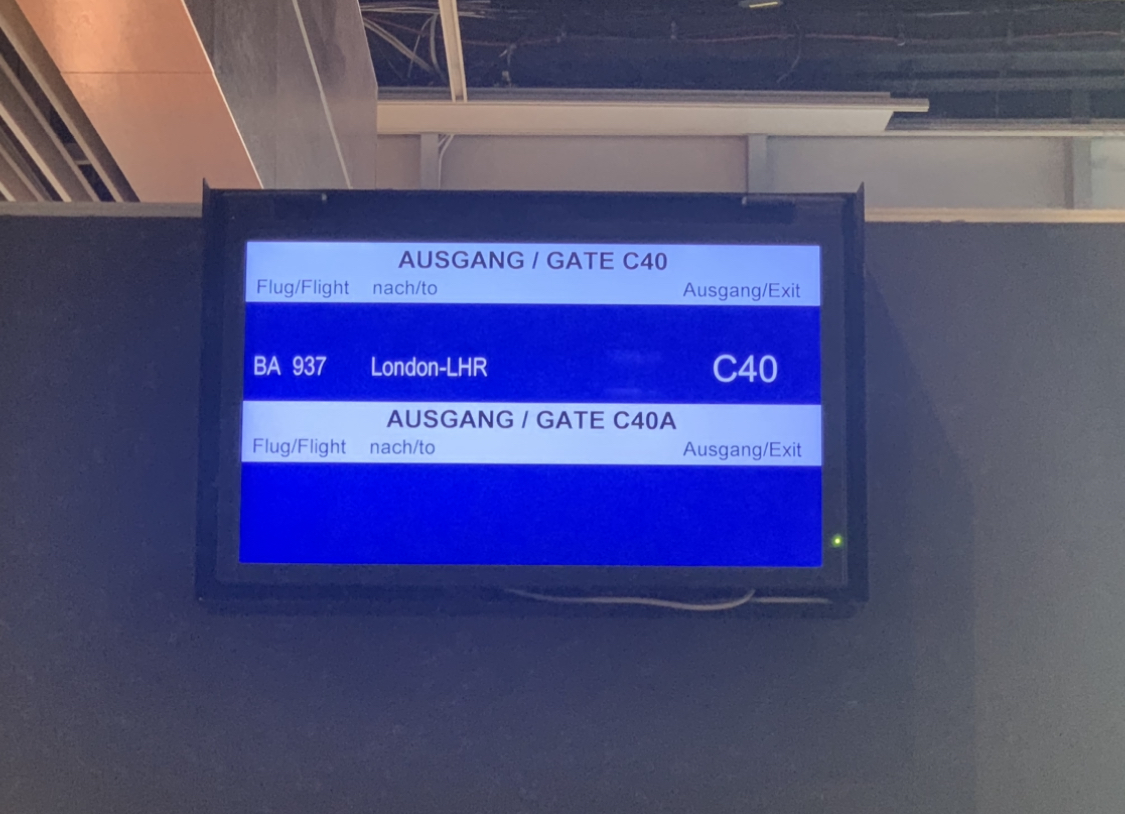 AUSGANG / GATE C40
Flug/Flight nach/to Ausgang/Exit
BA 937 London-LHR C40
AUSGANG / GATE C40A
Flug/Flight nach/to Ausgang/Exit